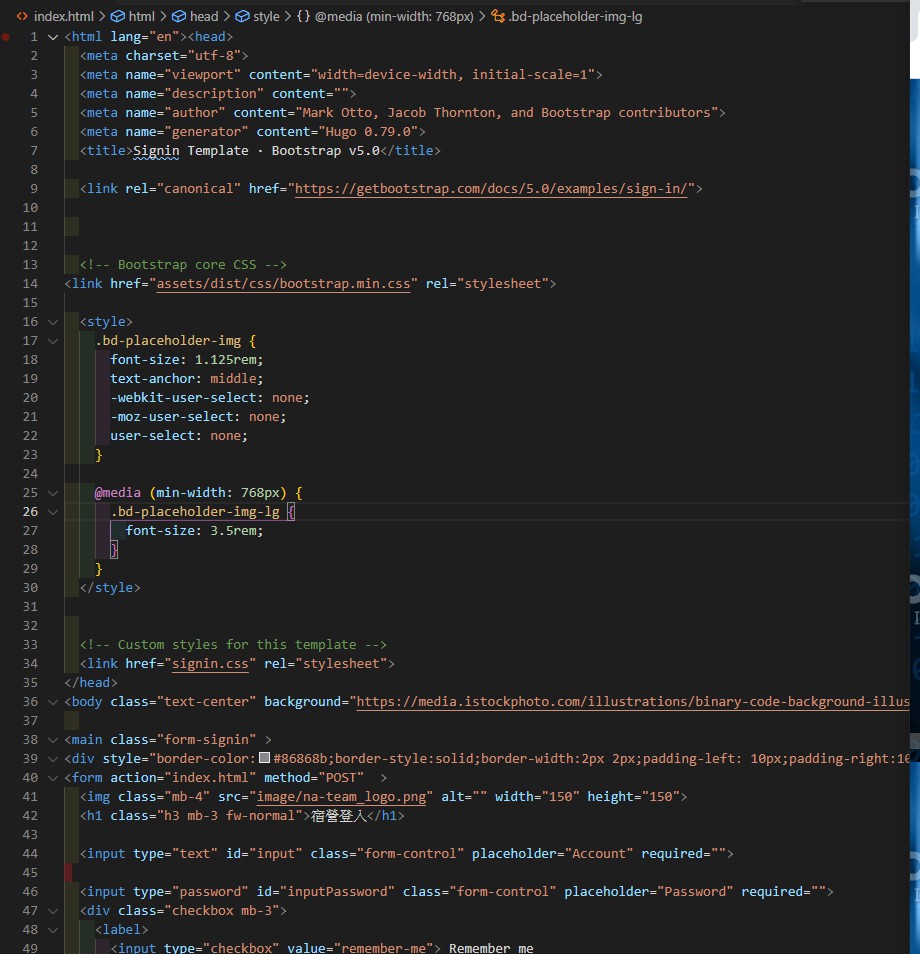 index.html > html > head > style > {} @media (min-width: 768px) > .bd-placeholder-img-lg
1 <html lang="en"><head>
2 <meta charset="utf-8">
3 <meta name="viewport" content="width=device-width, initial-scale=1">
4 <meta name="description" content="">
5 <meta name="author" content="Mark Otto, Jacob Thornton, and Bootstrap contributors">
6 <meta name="generator" content="Hugo 0.79.0">
7 <title>Signin Template · Bootstrap v5.0</title>
8
9 <link rel="canonical" href="https://getbootstrap.com/docs/5.0/examples/sign-in/">
10
11
12
13 <!-- Bootstrap core CSS -->
14 <link href="assets/dist/css/bootstrap.min.css" rel="stylesheet">
15
16 <style>
17 .bd-placeholder-img {
18 font-size: 1.125rem;
19 text-anchor: middle;
20 -webkit-user-select: none;
21 -moz-user-select: none;
22 user-select: none;
23 }
24
25 @media (min-width: 768px) {
26 .bd-placeholder-img-lg {
27 font-size: 3.5rem;
28 }
29 }
30 </style>
31
32
33 <!-- Custom styles for this template -->
34 <link href="signin.css" rel="stylesheet">
35 </head>
36 <body class="text-center" background="https://media.istockphoto.com/illustrations/binary-code-background-illus
37
38 <main class="form-signin" >
39 <div style="border-color:#86868b;border-style:solid;border-width:2px 2px;padding-left: 10px;padding-right:10
40 <form action="index.html" method="POST"  >
41 <img class="mb-4" src="image/na-team_logo.png" alt="" width="150" height="150">
42 <h1 class="h3 mb-3 fw-normal">宿營登入</h1>
43
44 <input type="text" id="input" class="form-control" placeholder="Account" required="">
45
46 <input type="password" id="inputPassword" class="form-control" placeholder="Password" required="">
47 <div class="checkbox mb-3">
48 <label>
49 <input type="checkbox" value="remember-me"> Remember me